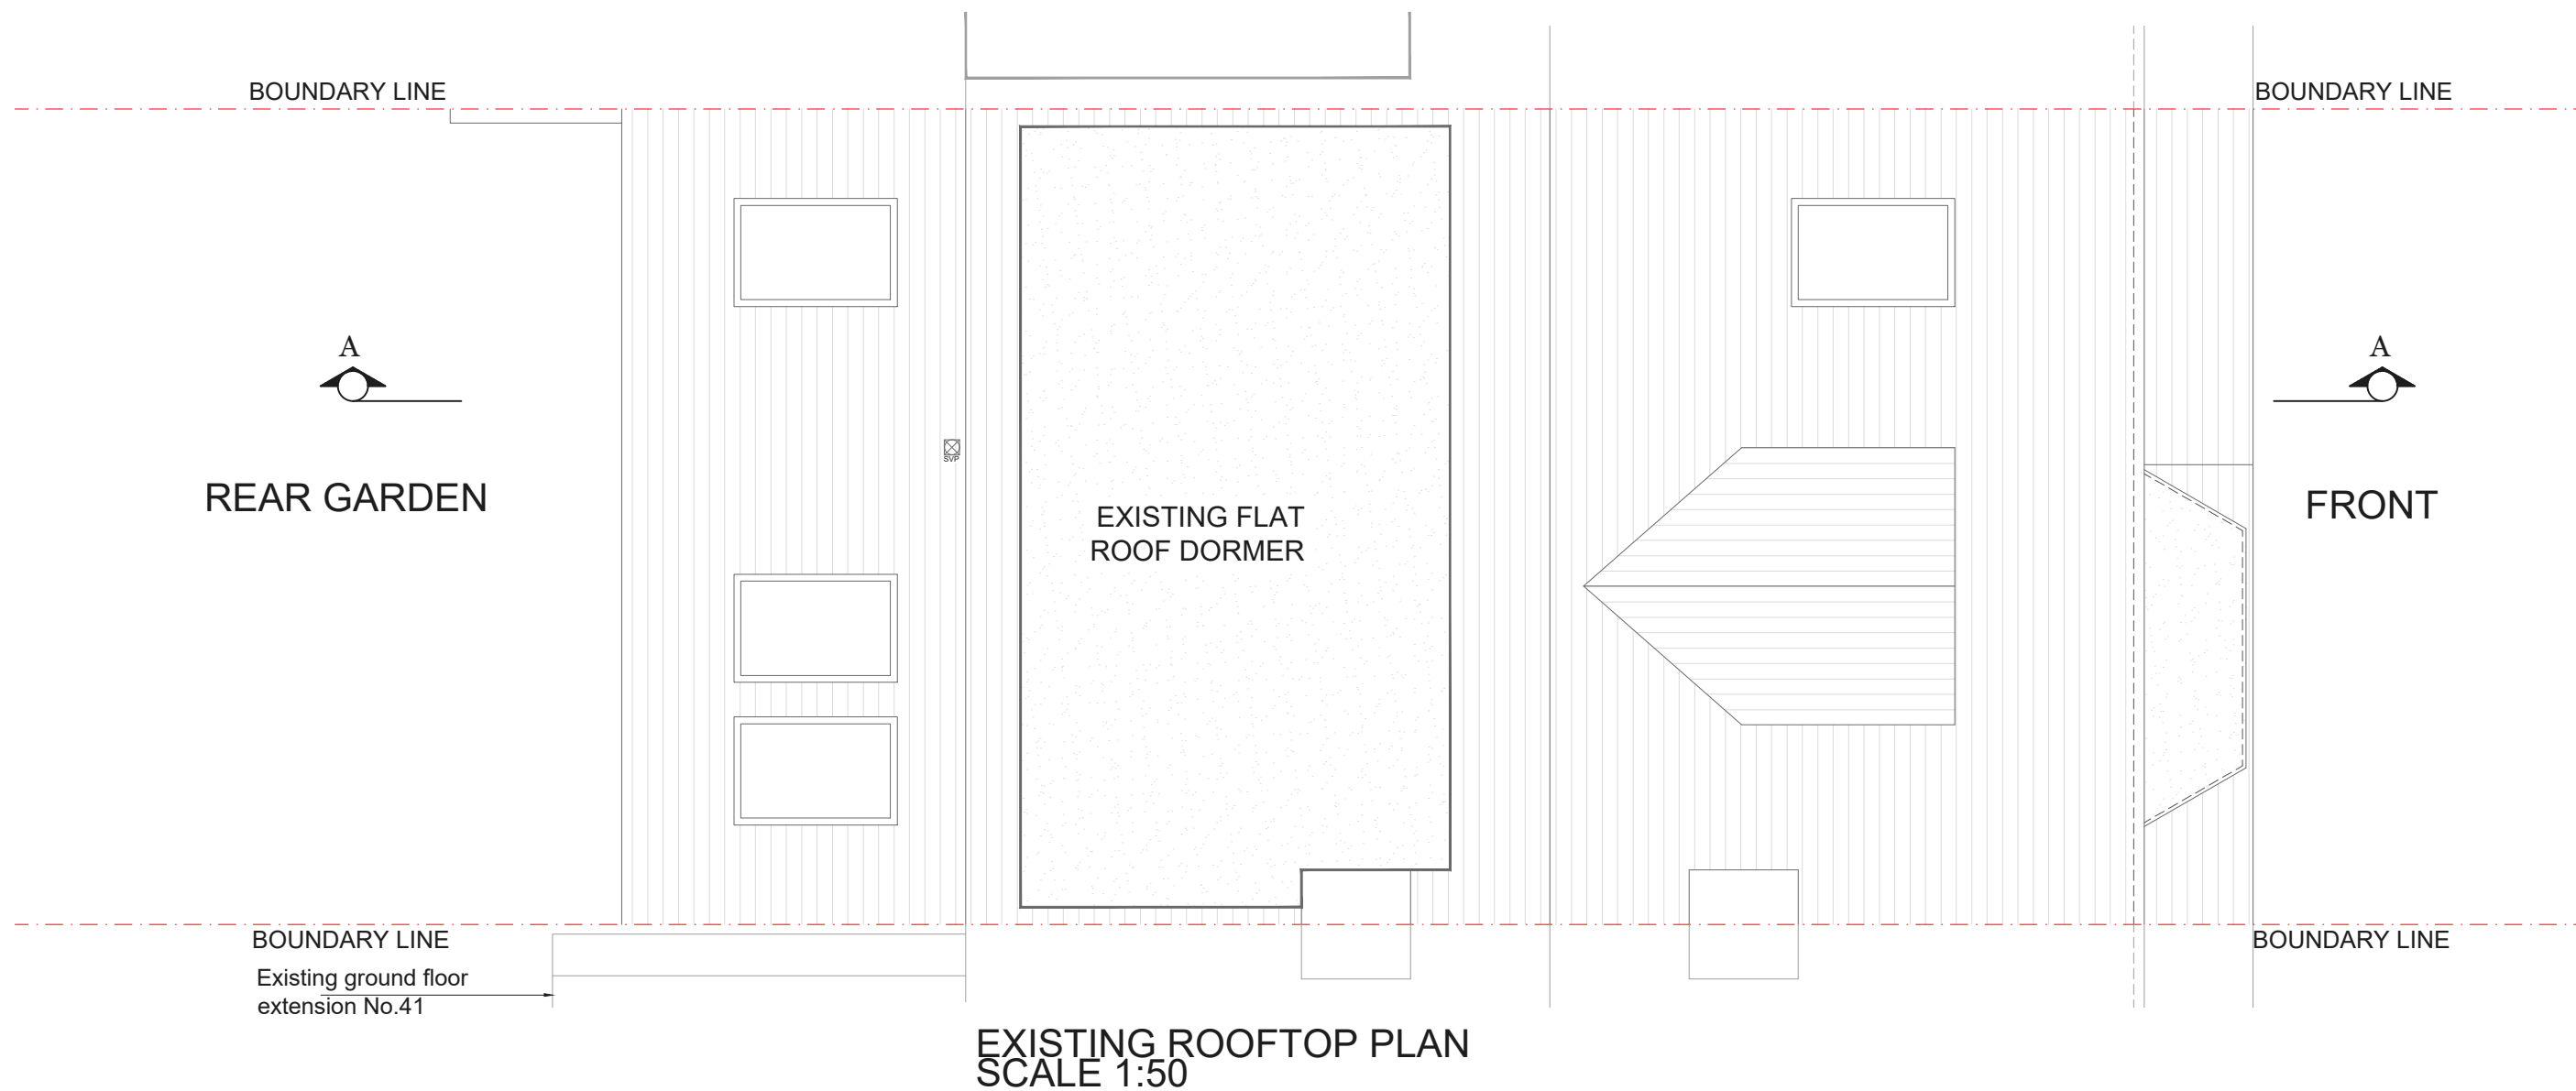 BOUNDARY LINE
BOUNDARY LINE
A
A
REAR GARDEN
FRONT
SVP
EXISTING FLAT
ROOF DORMER
BOUNDARY LINE
BOUNDARY LINE
Existing ground floor
extension No.41
EXISTING ROOFTOP PLAN
SCALE 1:50